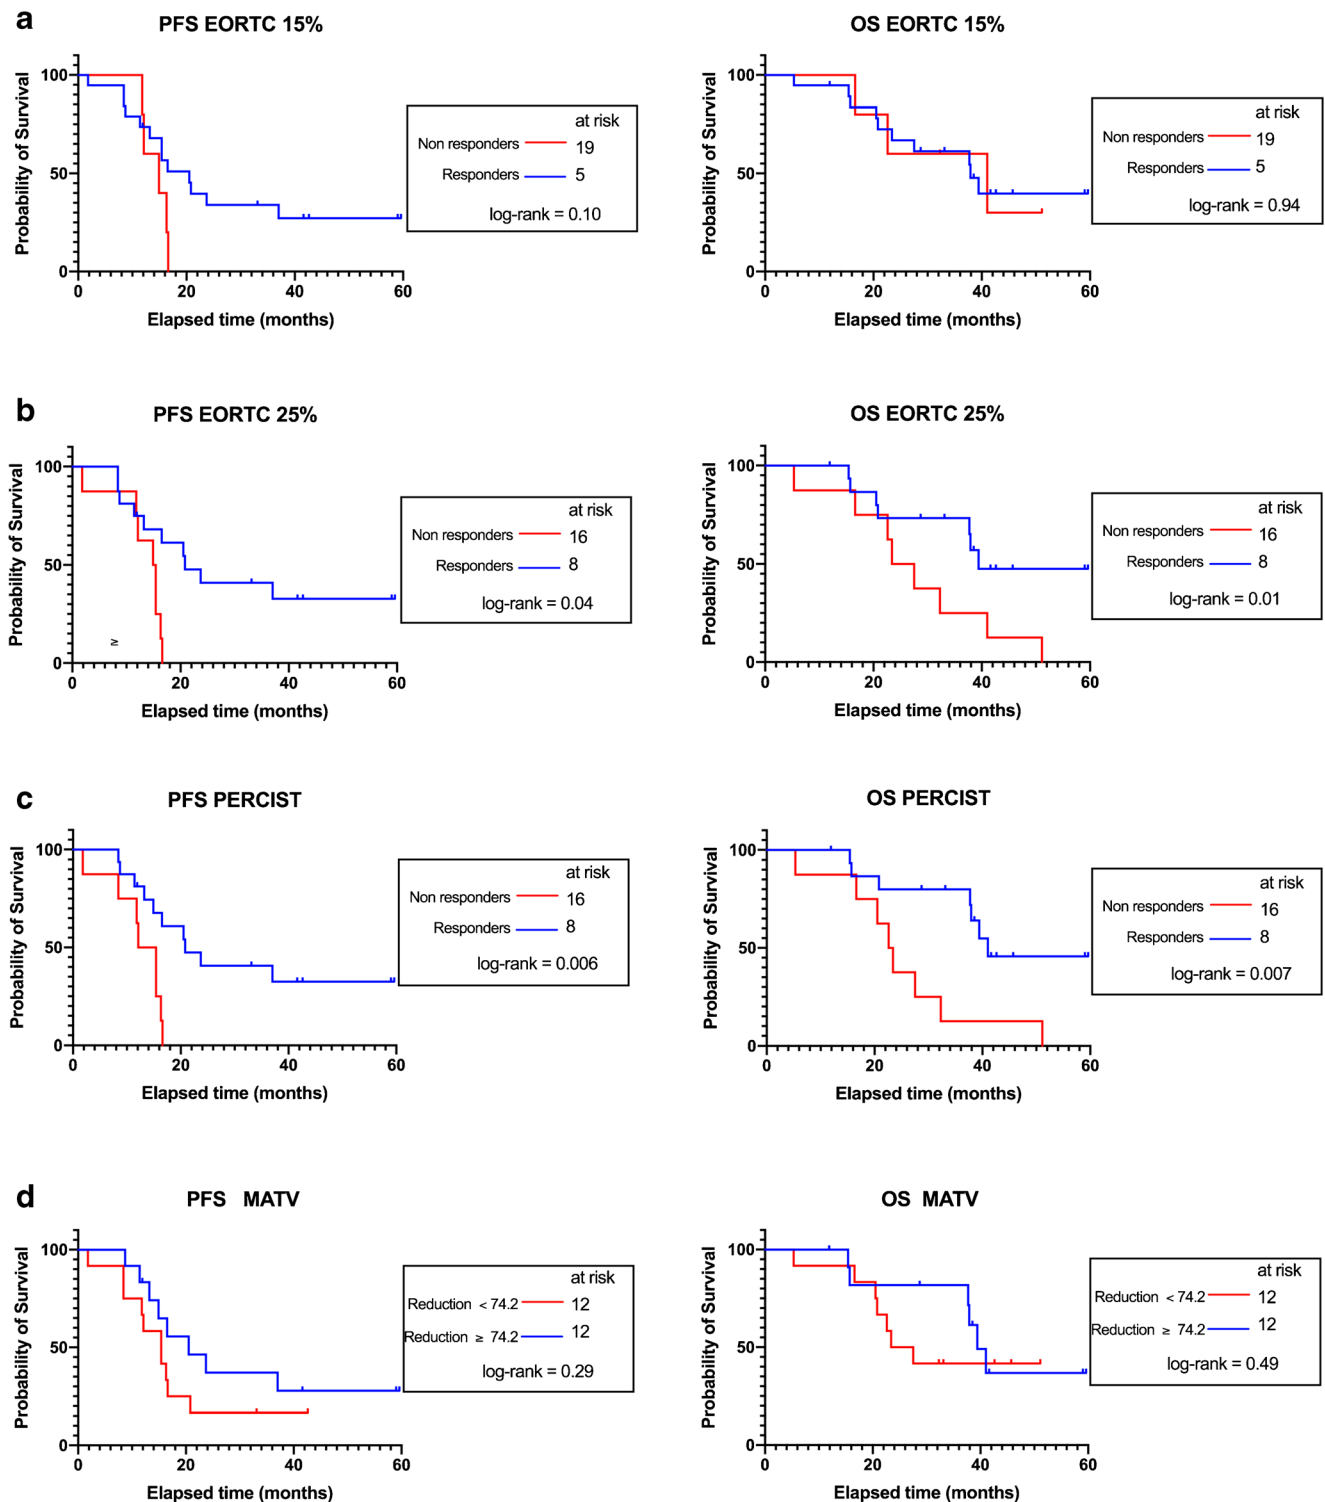 a
PFS EORTC 15%
OS EORTC 15%
Probability of Survival
100
50
0
0 20 40 60
Elapsed time (months)
at risk
Non responders 19
Responders 5
log-rank = 0.10
Probability of Survival
100
50
0
0 20 40 60
Elapsed time (months)
at risk
Non responders 19
Responders 5
log-rank = 0.94
b
PFS EORTC 25%
OS EORTC 25%
Probability of Survival
100
50
0
≥
0 20 40 60
Elapsed time (months)
at risk
Non responders 16
Responders 8
log-rank = 0.04
Probability of Survival
100
50
0
0 20 40 60
Elapsed time (months)
at risk
Non responders 16
Responders 8
log-rank = 0.01
c
PFS PERCIST
OS PERCIST
Probability of Survival
100
50
0
0 20 40 60
Elapsed time (months)
at risk
Non responders 16
Responders 8
log-rank = 0.006
Probability of Survival
100
50
0
0 20 40 60
Elapsed time (months)
at risk
Non responders 16
Responders 8
log-rank = 0.007
d
PFS MATV
OS MATV
Probability of Survival
100
50
0
0 20 40 60
Elapsed time (months)
at risk
Reduction < 74.2 12
Reduction ≥ 74.2 12
log-rank = 0.29
Probability of Survival
100
50
0
0 20 40 60
Elapsed time (months)
at risk
Reduction < 74.2 12
Reduction ≥ 74.2 12
log-rank = 0.49